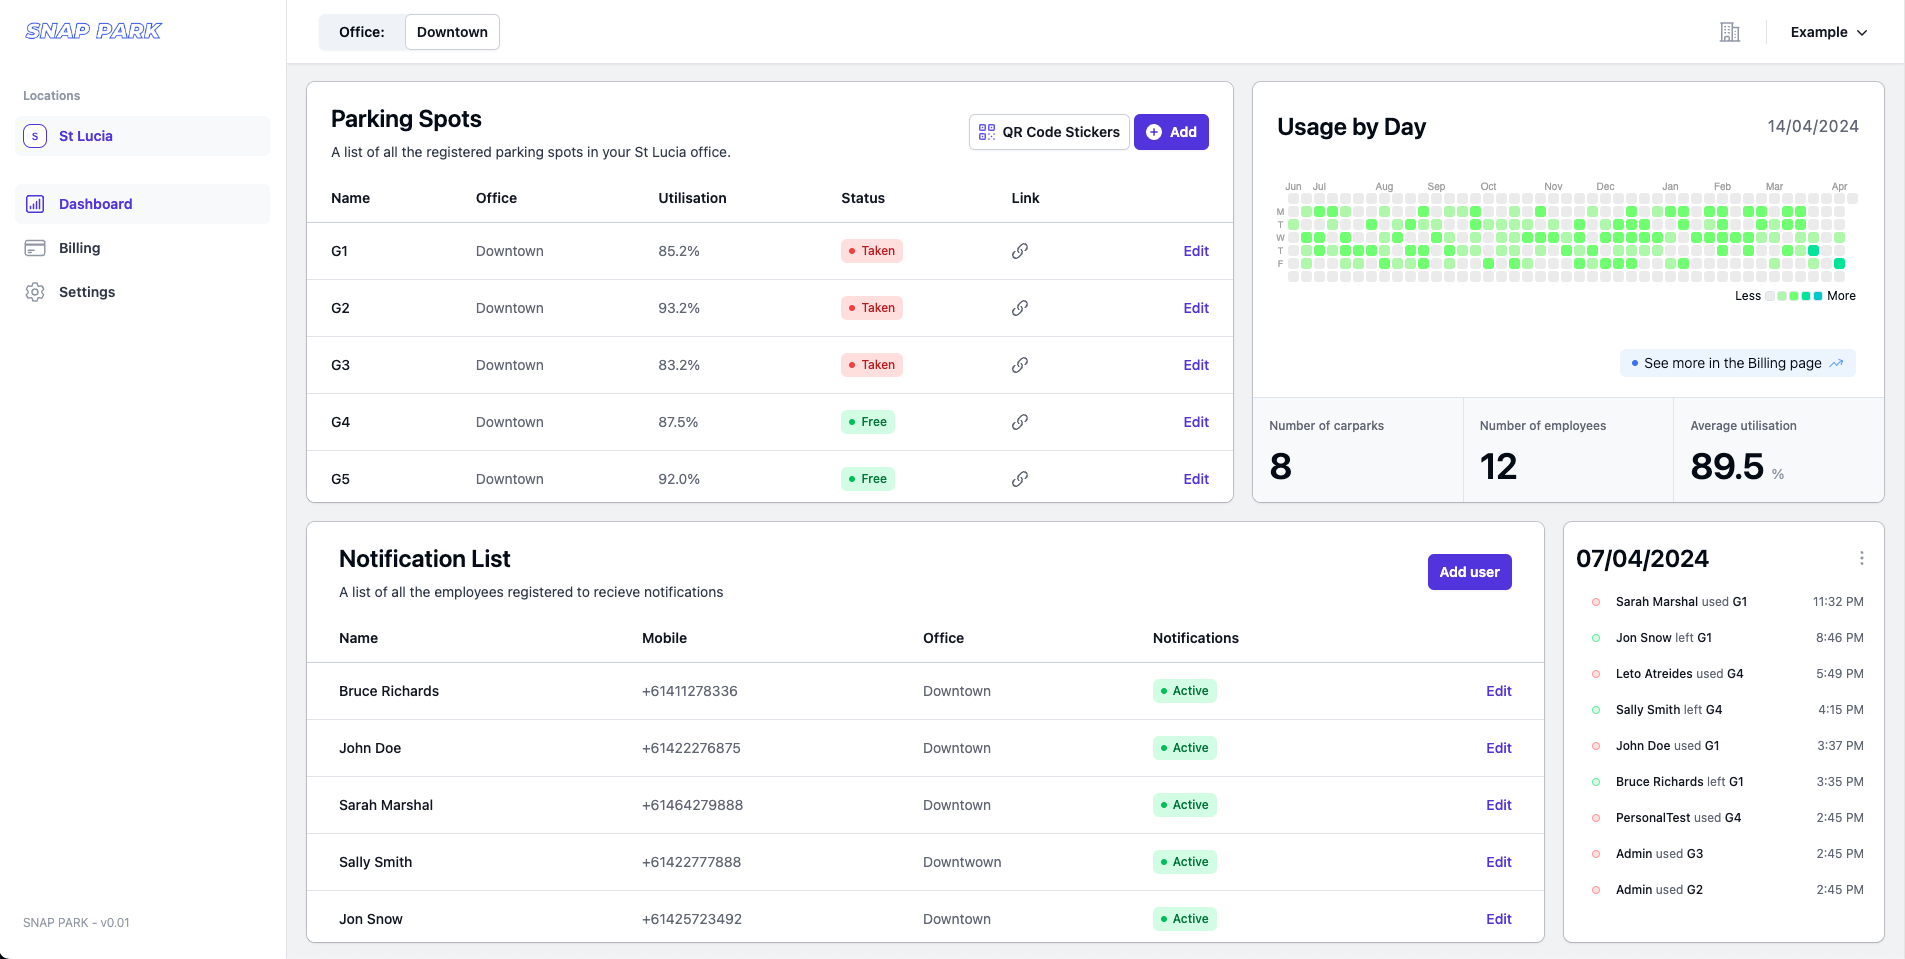 SNAP PARK
Locations
S St Lucia
Dashboard
Billing
Settings
SNAP PARK - v0.01
Office: Downtown
Example
Parking Spots
A list of all the registered parking spots in your St Lucia office.
QR Code Stickers
Add
Name Office Utilisation Status Link
G1 Downtown 85.2% Taken Edit
G2 Downtown 93.2% Taken Edit
G3 Downtown 83.2% Taken Edit
G4 Downtown 87.5% Free Edit
G5 Downtown 92.0% Free Edit
Usage by Day
14/04/2024
Jun Jul Aug Sep Oct Nov Dec Jan Feb Mar Apr
M
T
W
T
F
Less More
See more in the Billing page
Number of carparks
8
Number of employees
12
Average utilisation
89.5 %
Notification List
A list of all the employees registered to recieve notifications
Add user
Name Mobile Office Notifications
Bruce Richards +61411278336 Downtown Active Edit
John Doe +61422276875 Downtown Active Edit
Sarah Marshal +61464279888 Downtown Active Edit
Sally Smith +61422777888 Downtwown Active Edit
Jon Snow +61425723492 Downtown Active Edit
07/04/2024
Sarah Marshal used G1 11:32 PM
Jon Snow left G1 8:46 PM
Leto Atreides used G4 5:49 PM
Sally Smith left G4 4:15 PM
John Doe used G1 3:37 PM
Bruce Richards left G1 3:35 PM
PersonalTest used G4 2:45 PM
Admin used G3 2:45 PM
Admin used G2 2:45 PM